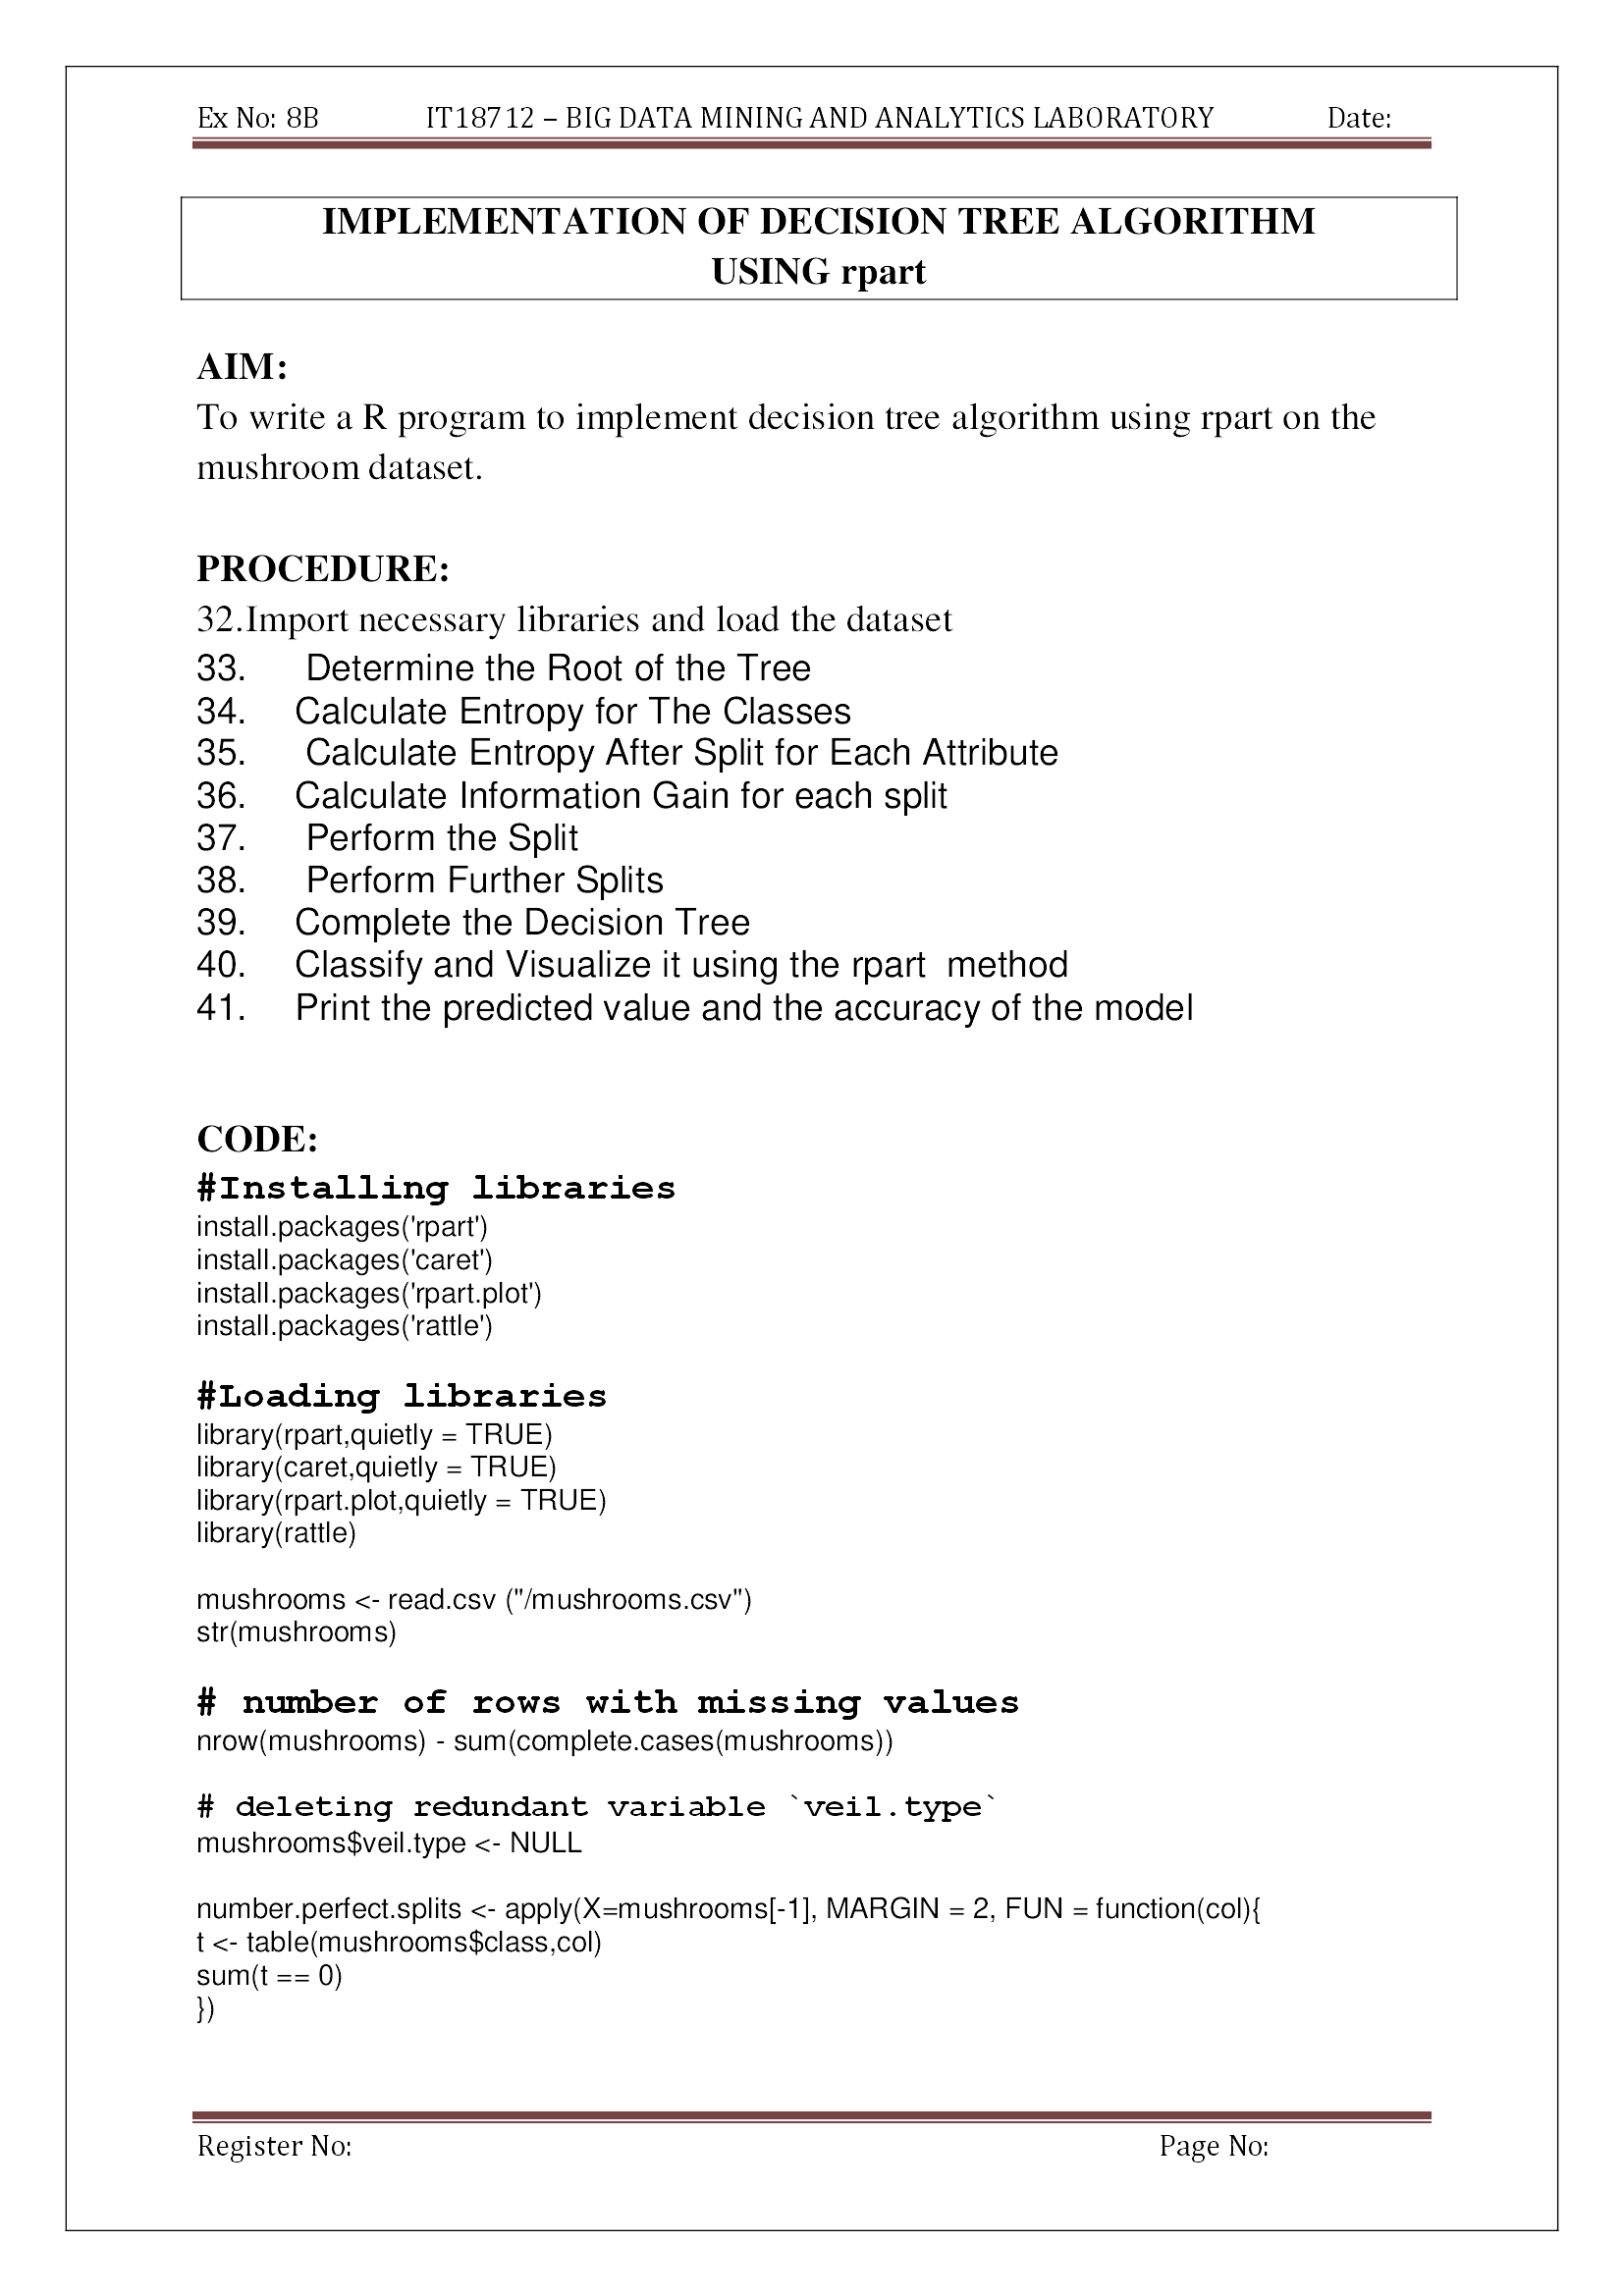 Ex No: 8B IT18712 – BIG DATA MINING AND ANALYTICS LABORATORY Date:
IMPLEMENTATION OF DECISION TREE ALGORITHM
USING rpart
AIM:
To write a R program to implement decision tree algorithm using rpart on the
mushroom dataset.
PROCEDURE:
32.Import necessary libraries and load the dataset
33. Determine the Root of the Tree
34. Calculate Entropy for The Classes
35. Calculate Entropy After Split for Each Attribute
36. Calculate Information Gain for each split
37. Perform the Split
38. Perform Further Splits
39. Complete the Decision Tree
40. Classify and Visualize it using the rpart method
41. Print the predicted value and the accuracy of the model
CODE:
#Installing libraries
install.packages('rpart')
install.packages('caret')
install.packages('rpart.plot')
install.packages('rattle')
#Loading libraries
library(rpart,quietly = TRUE)
library(caret,quietly = TRUE)
library(rpart.plot,quietly = TRUE)
library(rattle)
mushrooms <- read.csv ("/mushrooms.csv")
str(mushrooms)
# number of rows with missing values
nrow(mushrooms) - sum(complete.cases(mushrooms))
# deleting redundant variable `veil.type`
mushrooms$veil.type <- NULL
number.perfect.splits <- apply(X=mushrooms[-1], MARGIN = 2, FUN = function(col){
t <- table(mushrooms$class,col)
sum(t == 0)
})
Register No: Page No: